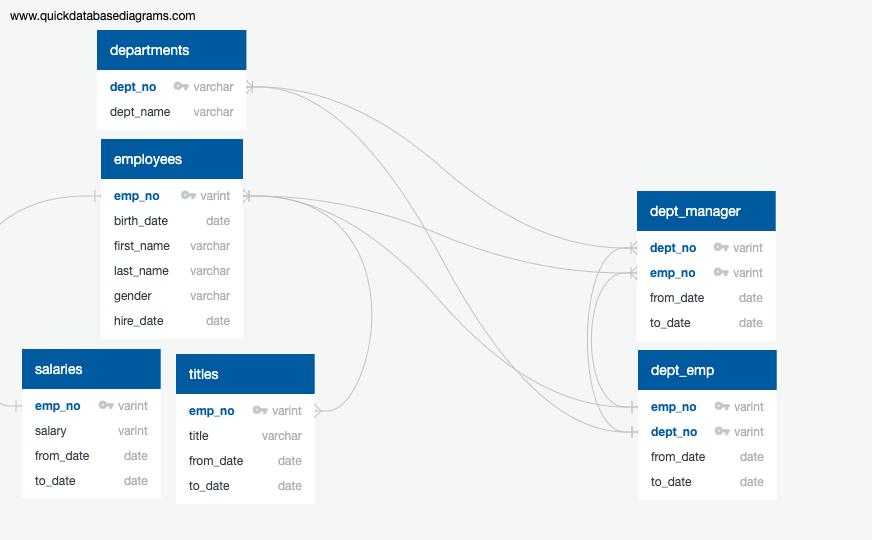 www.quickdatabasediagrams.com
departments
dept_no varchar
dept_name varchar
employees
emp_no varint
birth_date date
first_name varchar
last_name varchar
gender varchar
hire_date date
salaries
emp_no varint
salary varint
from_date date
to_date date
titles
emp_no varint
title varchar
from_date date
to_date date
dept_manager
dept_no varint
emp_no varint
from_date date
to_date date
dept_emp
emp_no varint
dept_no varint
from_date date
to_date date